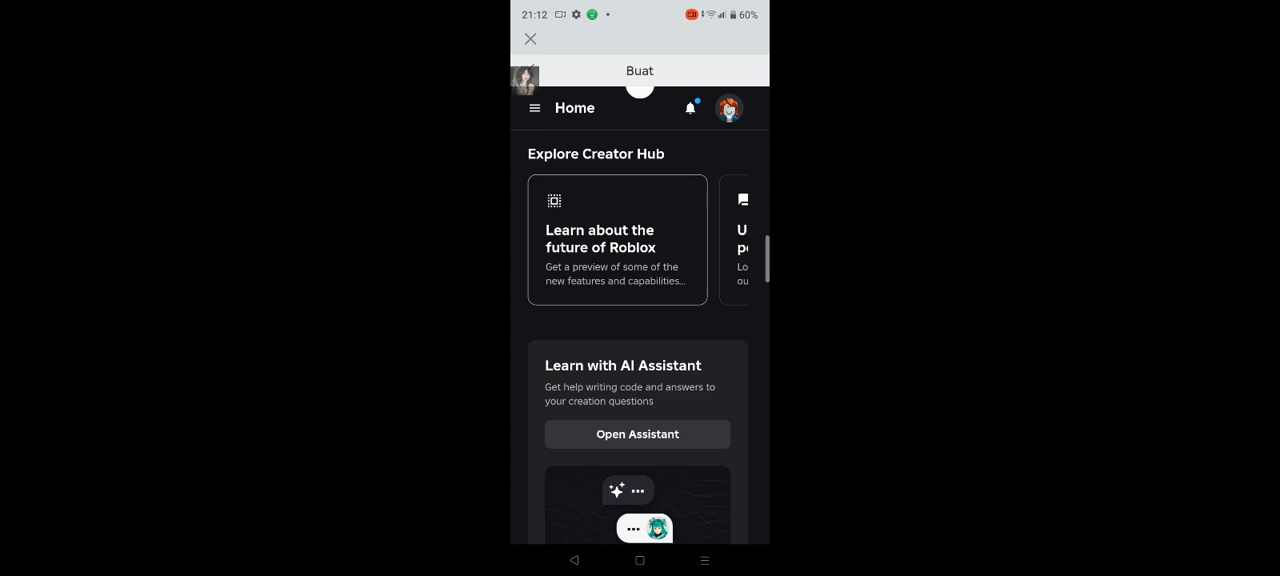 21:12
60%
Buat
Home
Explore Creator Hub
Learn about the
future of Roblox
Get a preview of some of the
new features and capabilities...
U
Lo
ou
Learn with AI Assistant
Get help writing code and answers to
your creation questions
Open Assistant